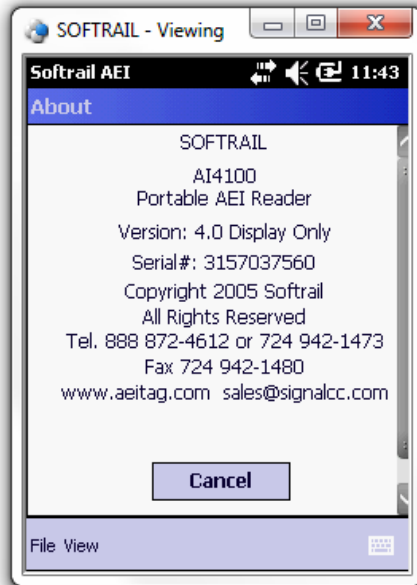 SOFTRAIL - Viewing
Softrail AEI 11:43
About
SOFTRAIL
AI4100
Portable AEI Reader
Version: 4.0 Display Only
Serial#: 3157037560
Copyright 2005 Softrail
All Rights Reserved
Tel. 888 872-4612 or 724 942-1473
Fax 724 942-1480
www.aeitag.com sales@signalcc.com
Cancel
File View